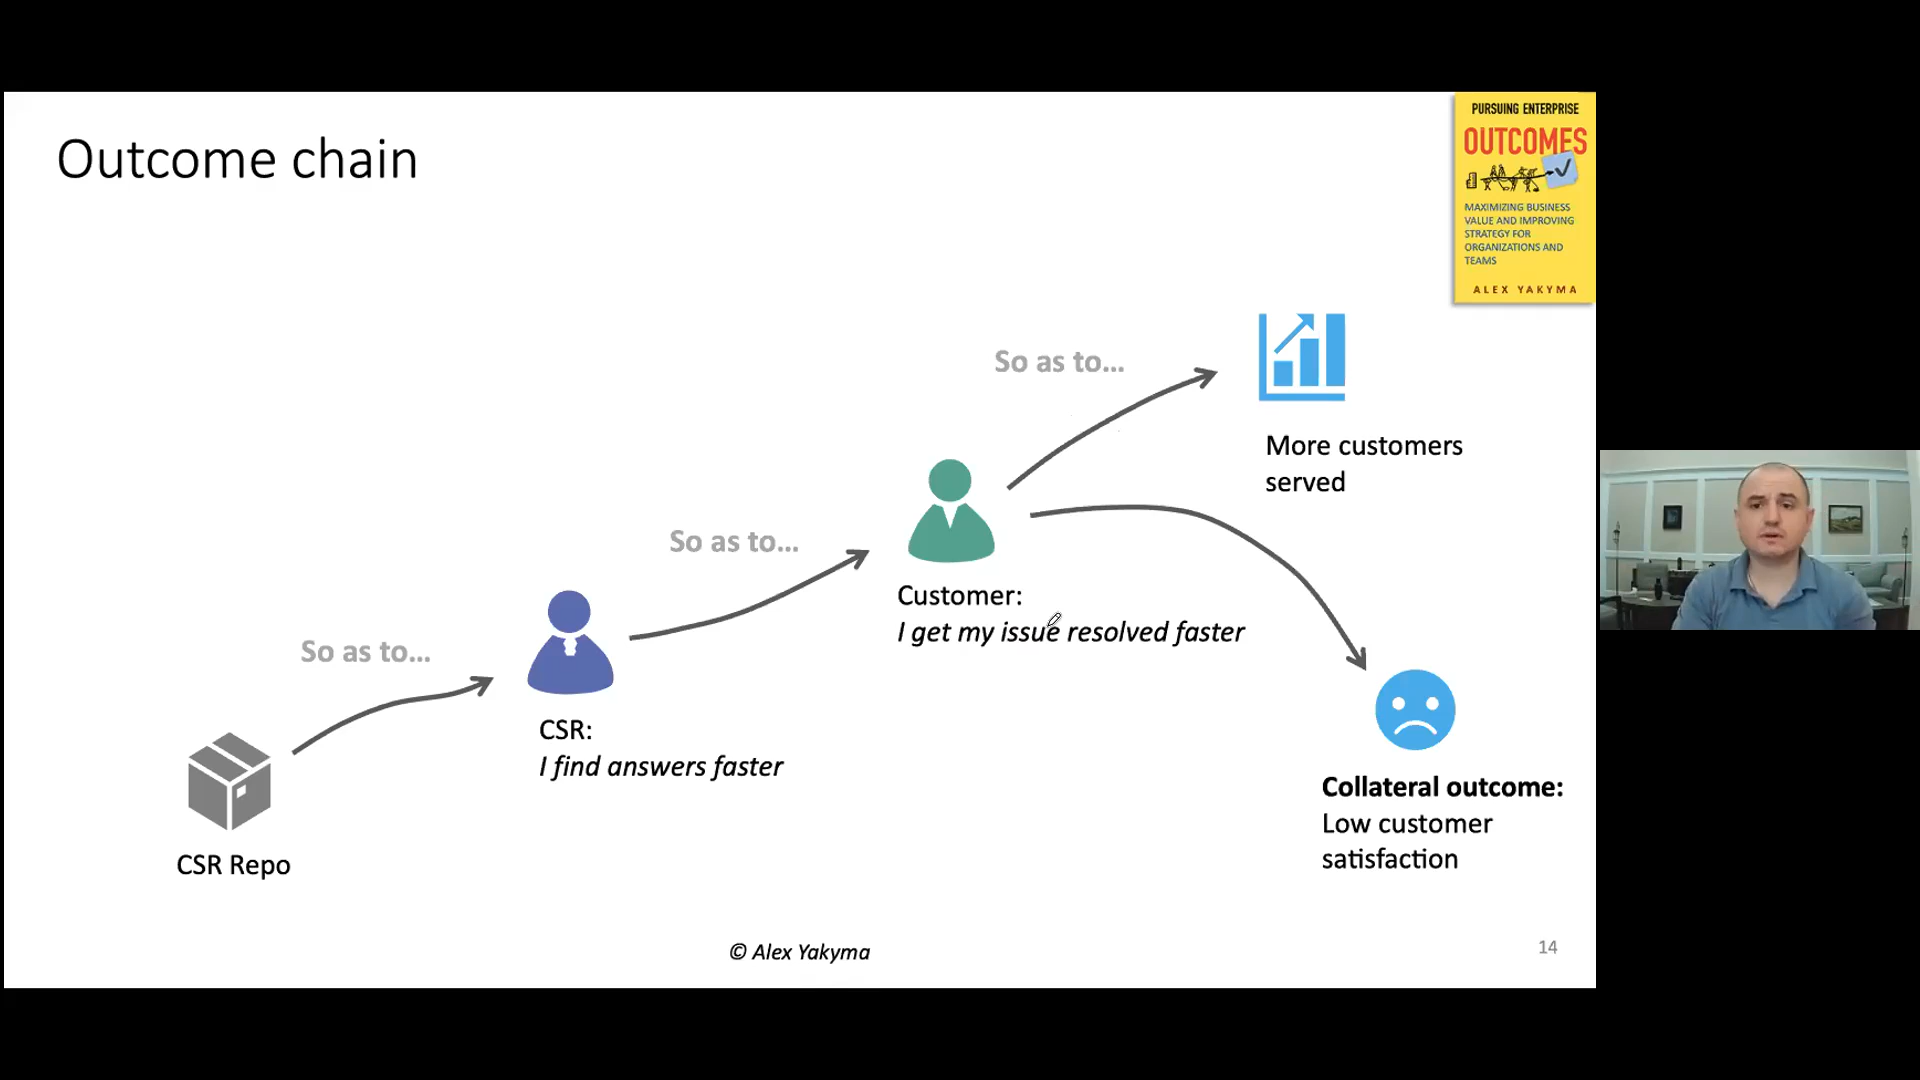 Outcome chain
PURSUING ENTERPRISE
OUTCOMES
MAXIMIZING BUSINESS
VALUE AND IMPROVING
STRATEGY FOR
ORGANIZATIONS AND
TEAMS
ALEX YAKYMA
So as to...
More customers
served
So as to...
Customer:
I get my issue resolved faster
So as to...
CSR:
I find answers faster
Collateral outcome:
Low customer
satisfaction
CSR Repo
© Alex Yakyma
14